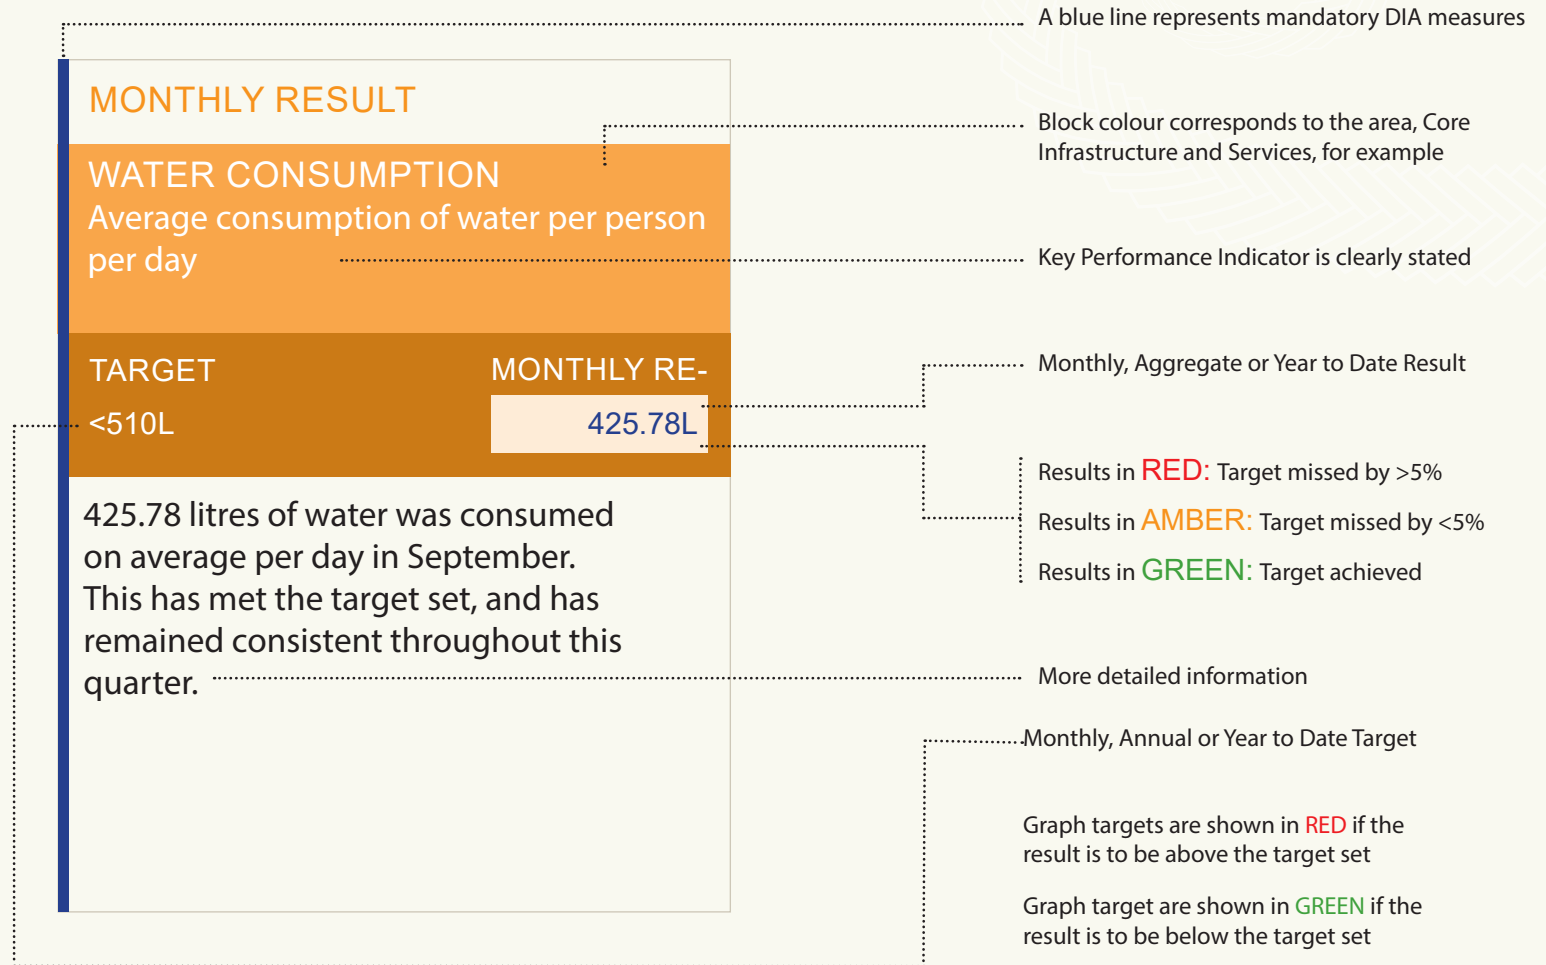 A blue line represents mandatory DIA measures
MONTHLY RESULT
Block colour corresponds to the area, Core
Infrastructure and Services, for example
WATER CONSUMPTION
Average consumption of water per person
per day
Key Performance Indicator is clearly stated
TARGET
<510L
MONTHLY RE-
425.78L
Monthly, Aggregate or Year to Date Result
Results in RED: Target missed by >5%
Results in AMBER: Target missed by <5%
Results in GREEN: Target achieved
425.78 litres of water was consumed
on average per day in September.
This has met the target set, and has
remained consistent throughout this
quarter.
More detailed information
Monthly, Annual or Year to Date Target
Graph targets are shown in RED if the
result is to be above the target set
Graph target are shown in GREEN if the
result is to be below the target set